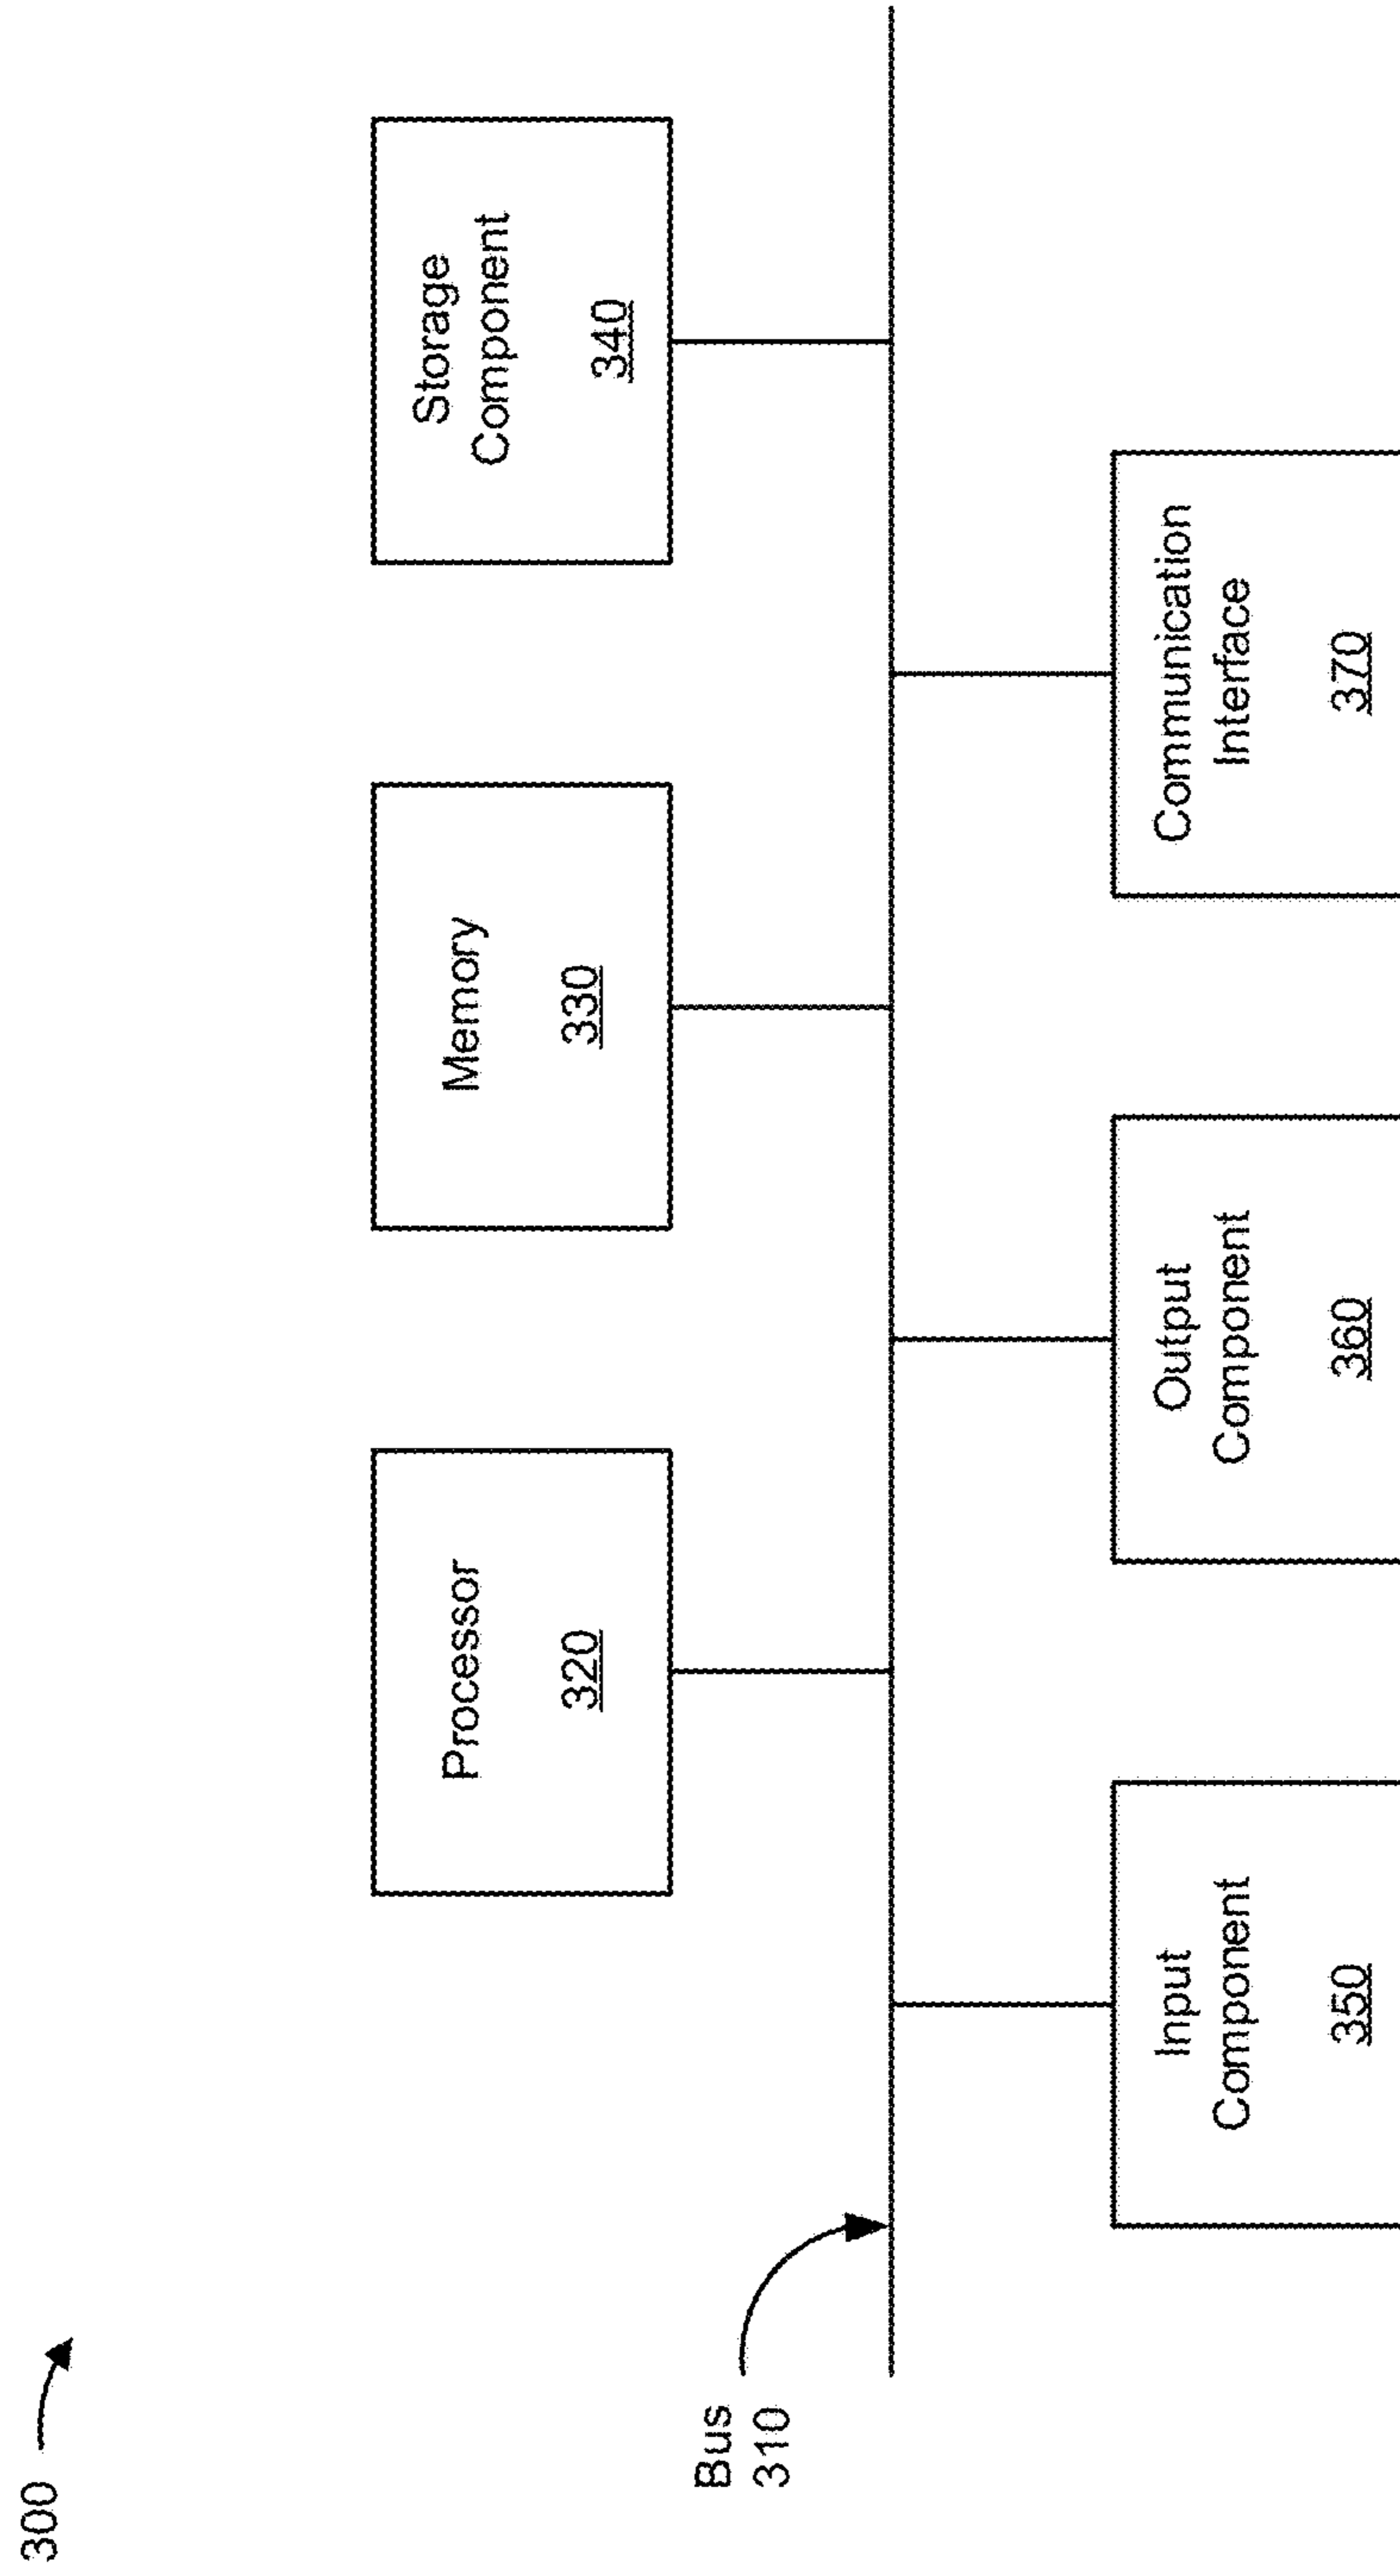 300
Processor
320
Memory
330
Storage
Component
340
Bus
310
Input
Component
350
Output
Component
360
Communication
Interface
370